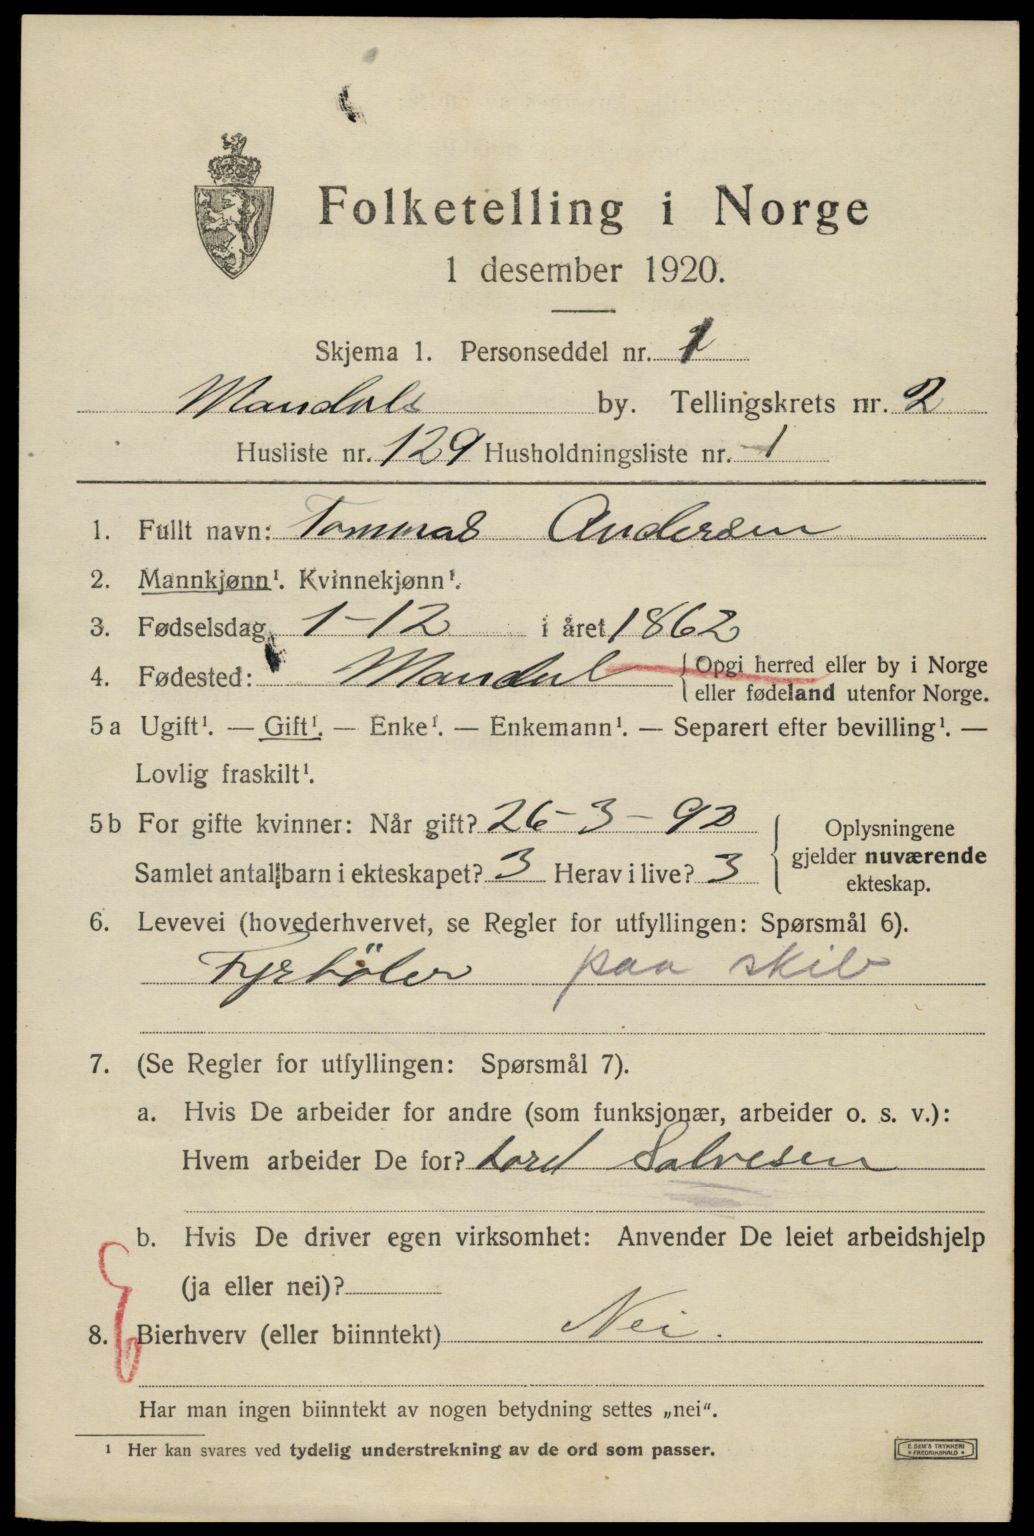 Folketelling i Norge
1 desember 1920.
Skjema 1. Personseddel nr. 1
Mandals by. Tellingskrets nr. 2
Husliste nr. 129 Husholdningsliste nr. 1
1. Fullt navn: Tommas Andersen
2. Mannkjønn¹. Kvinnekjønn¹.
3. Fødselsdag 1-12 i året 1862
4. Fødested: Mandal {Opgi herred eller by i Norge
eller fødeland utenfor Norge.
5a Ugift¹. — Gift¹. — Enke¹. — Enkemann¹. — Separert efter bevilling¹. —
Lovlig fraskilt¹.
5b For gifte kvinner: Når gift? 26-3-92
Samlet antall barn i ekteskapet? 3 Herav i live? 3
Oplysningene
gjelder nuværende
ekteskap.
6. Levevei (hovederhvervet, se Regler for utfyllingen: Spørsmål 6).
Fyrböter paa skib
7. (Se Regler for utfyllingen: Spørsmål 7).
a. Hvis De arbeider for andre (som funksjonær, arbeider o. s. v.):
Hvem arbeider De for? Lord Salvesen
b. Hvis De driver egen virksomhet: Anvender De leiet arbeidshjelp
(ja eller nei)?
8. Bierhverv (eller biinntekt) Nei.
Har man ingen biinntekt av nogen betydning settes „nei".
¹ Her kan svares ved tydelig understrekning av de ord som passer.
E. SEM'S TRYKKERI
FREDRIKSHALD